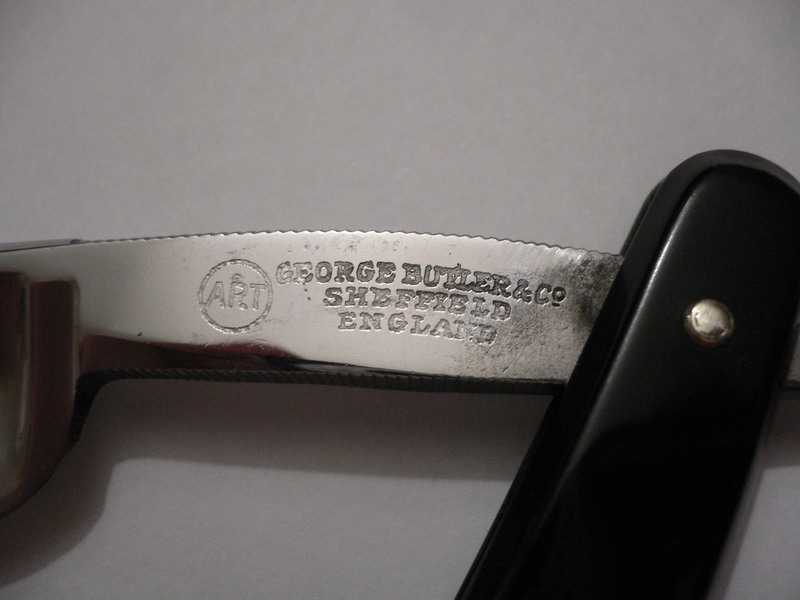 ART
GEORGE BUTLER & Co
SHEFFIELD
ENGLAND